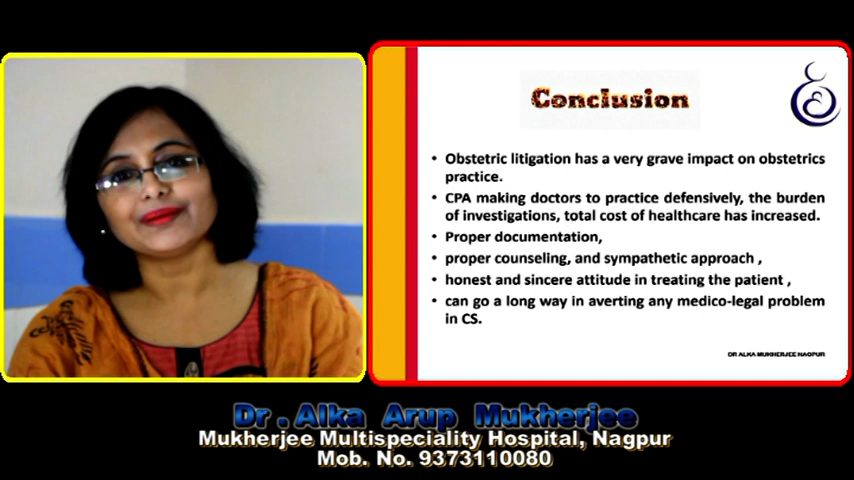 Conclusion
• Obstetric litigation has a very grave impact on obstetrics
practice.
• CPA making doctors to practice defensively, the burden
of investigations, total cost of healthcare has increased.
• Proper documentation,
• proper counseling, and sympathetic approach ,
• honest and sincere attitude in treating the patient ,
• can go a long way in averting any medico-legal problem
in CS.
DR ALKA MUKHERJEE NAGPUR
Dr . Alka Arup Mukherjee
Mukherjee Multispeciality Hospital, Nagpur
Mob. No. 9373110080